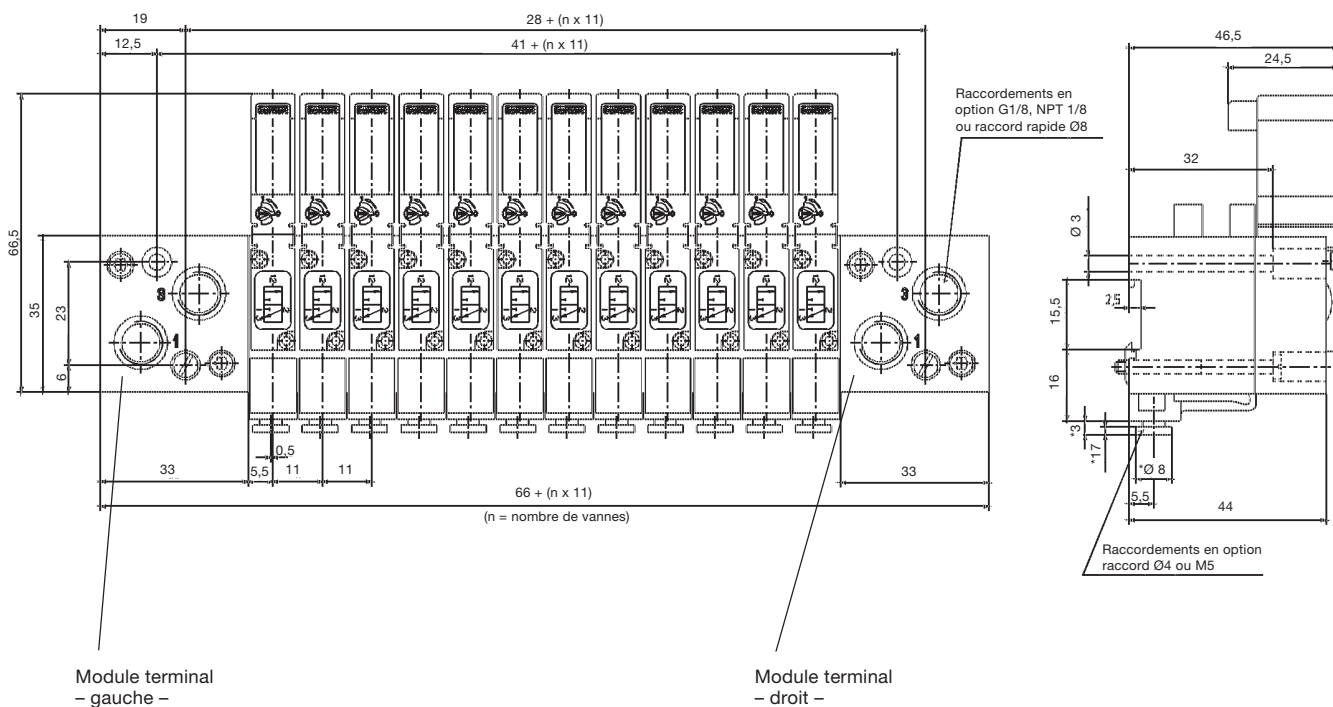 19
28 + (n x 11)
12,5
41 + (n x 11)
46,5
24,5
Raccordements en
option G1/8, NPT 1/8
ou raccord rapide Ø8
32
Ø 3
66,5
35
23
6
3
1
3
1
15,5
2,5
16
*3
*17
*Ø 8
5,5
44
0,5
33
5,5
11
11
33
66 + (n x 11)
(n = nombre de vannes)
Raccordements en option
raccord Ø4 ou M5
Module terminal
– gauche –
Module terminal
– droit –